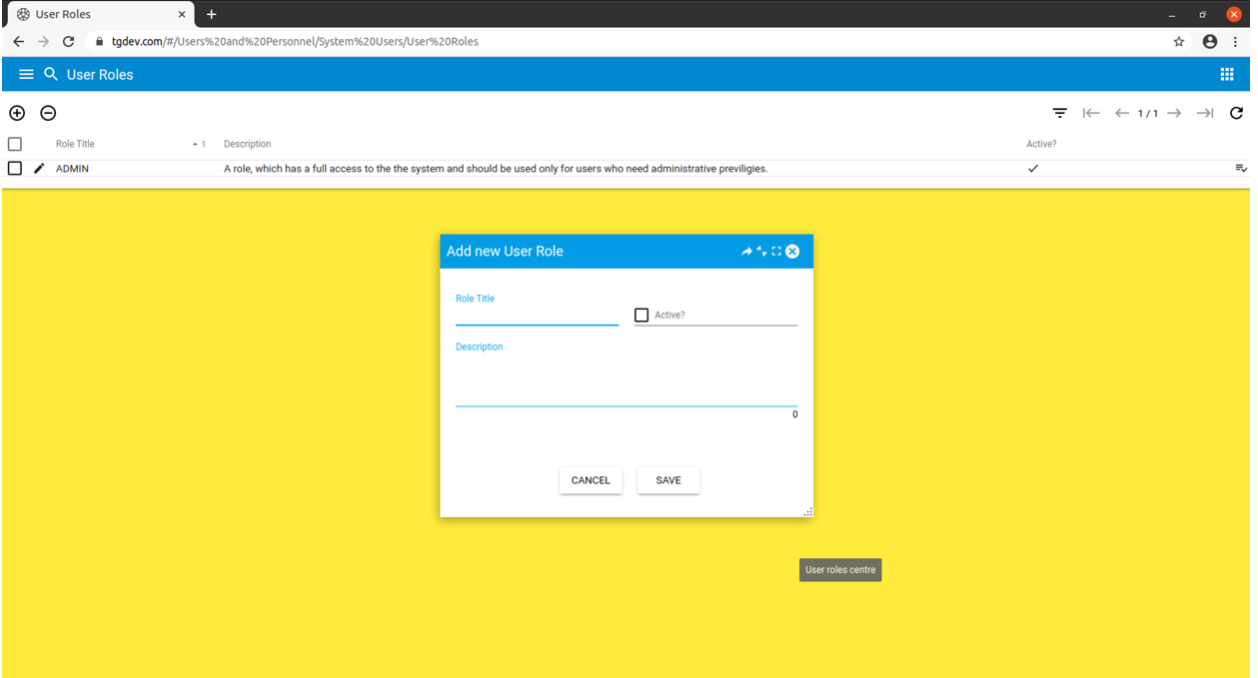 User Roles
tgdev.com/#/Users%20and%20Personnel/System%20Users/User%20Roles
User Roles
1 / 1
Role Title 1 Description Active?
ADMIN A role, which has a full access to the the system and should be used only for users who need administrative previligies.
Add new User Role
Role Title
Active?
Description
0
CANCEL SAVE
User roles centre